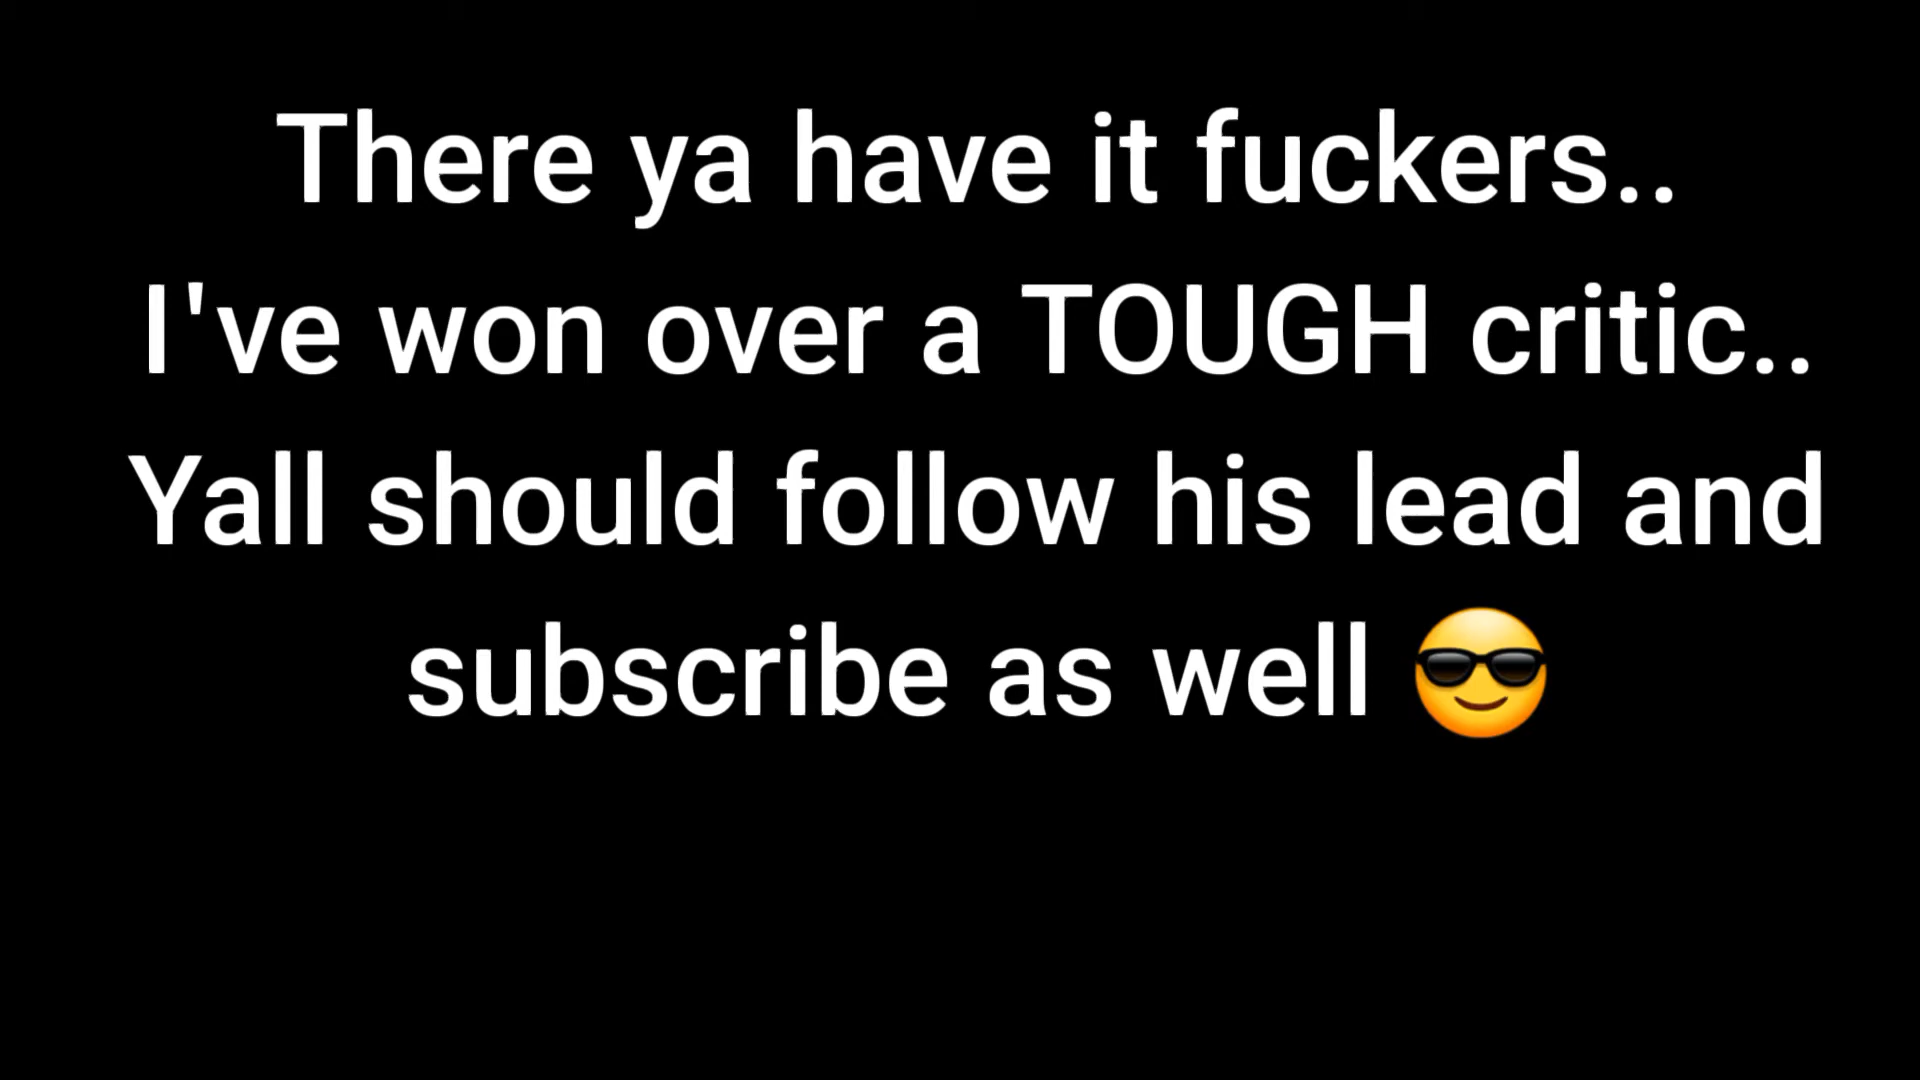 There ya have it fuckers..
I've won over a TOUGH critic..
Yall should follow his lead and
subscribe as well 😎